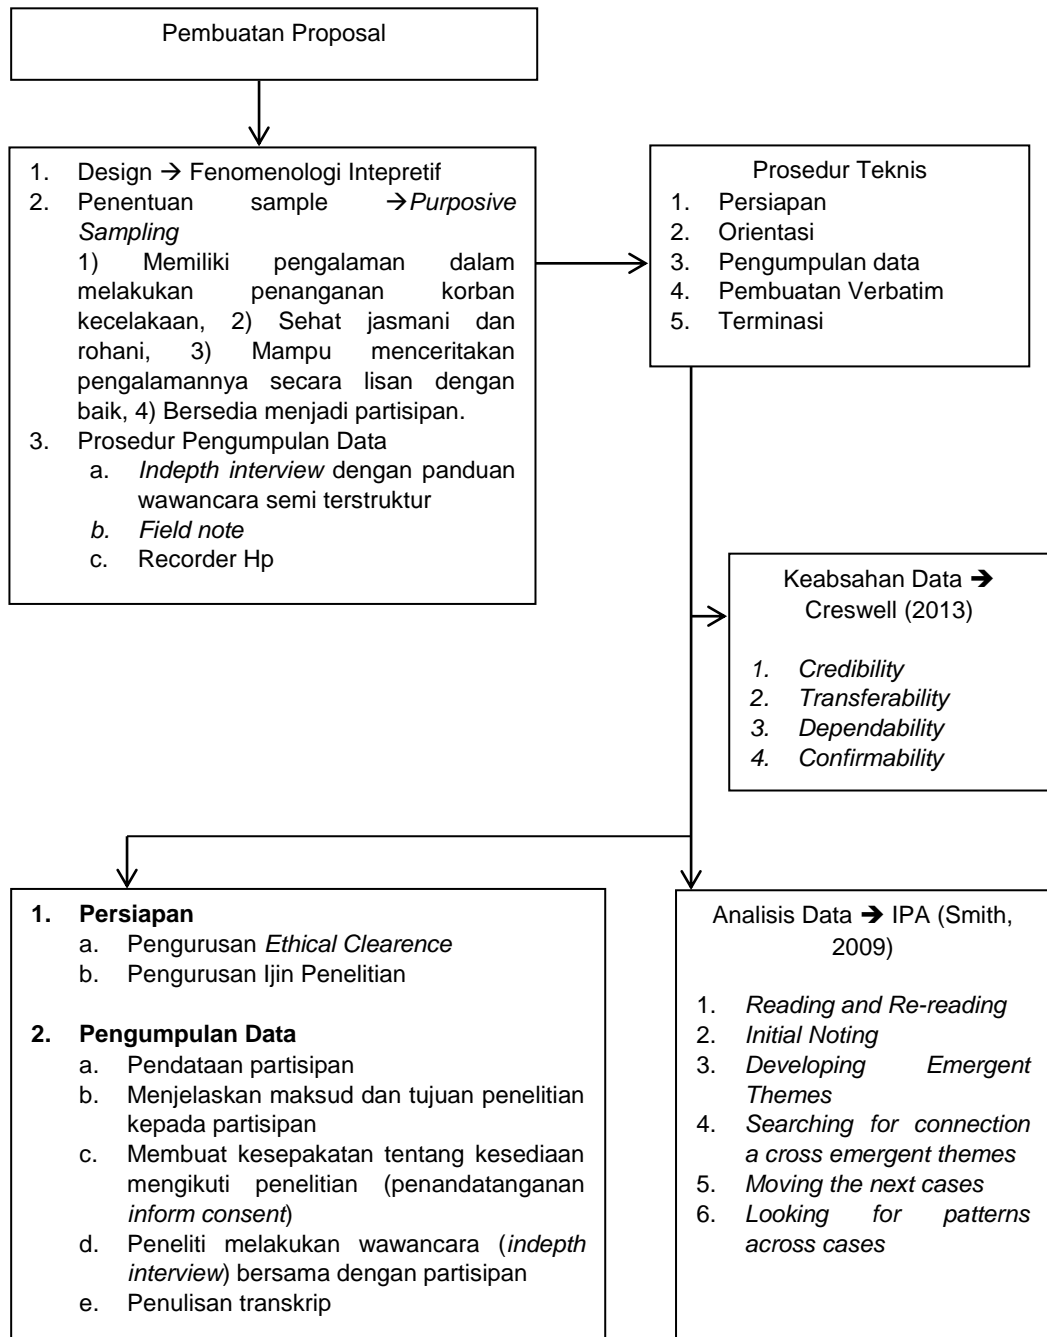 Pembuatan Proposal
1. Design → Fenomenologi Intepretif
2. Penentuan sample →Purposive
Sampling
1) Memiliki pengalaman dalam
melakukan penanganan korban
kecelakaan, 2) Sehat jasmani dan
rohani, 3) Mampu menceritakan
pengalamannya secara lisan dengan
baik, 4) Bersedia menjadi partisipan.
3. Prosedur Pengumpulan Data
a. Indepth interview dengan panduan
wawancara semi terstruktur
b. Field note
c. Recorder Hp
Prosedur Teknis
1. Persiapan
2. Orientasi
3. Pengumpulan data
4. Pembuatan Verbatim
5. Terminasi
Keabsahan Data ➔
Creswell (2013)
1. Credibility
2. Transferability
3. Dependability
4. Confirmability
1. Persiapan
a. Pengurusan Ethical Clearence
b. Pengurusan Ijin Penelitian
2. Pengumpulan Data
a. Pendataan partisipan
b. Menjelaskan maksud dan tujuan penelitian
kepada partisipan
c. Membuat kesepakatan tentang kesediaan
mengikuti penelitian (penandatanganan
inform consent)
d. Peneliti melakukan wawancara (indepth
interview) bersama dengan partisipan
e. Penulisan transkrip
Analisis Data ➔ IPA (Smith,
2009)
1. Reading and Re-reading
2. Initial Noting
3. Developing Emergent
Themes
4. Searching for connection
a cross emergent themes
5. Moving the next cases
6. Looking for patterns
across cases